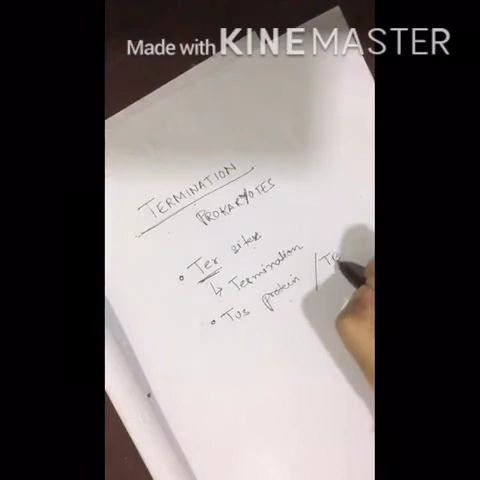 Made with KINEMASTER
TERMINATION
PROKARYOTES
• Ter sites
↳ Termination
• Tus protein /